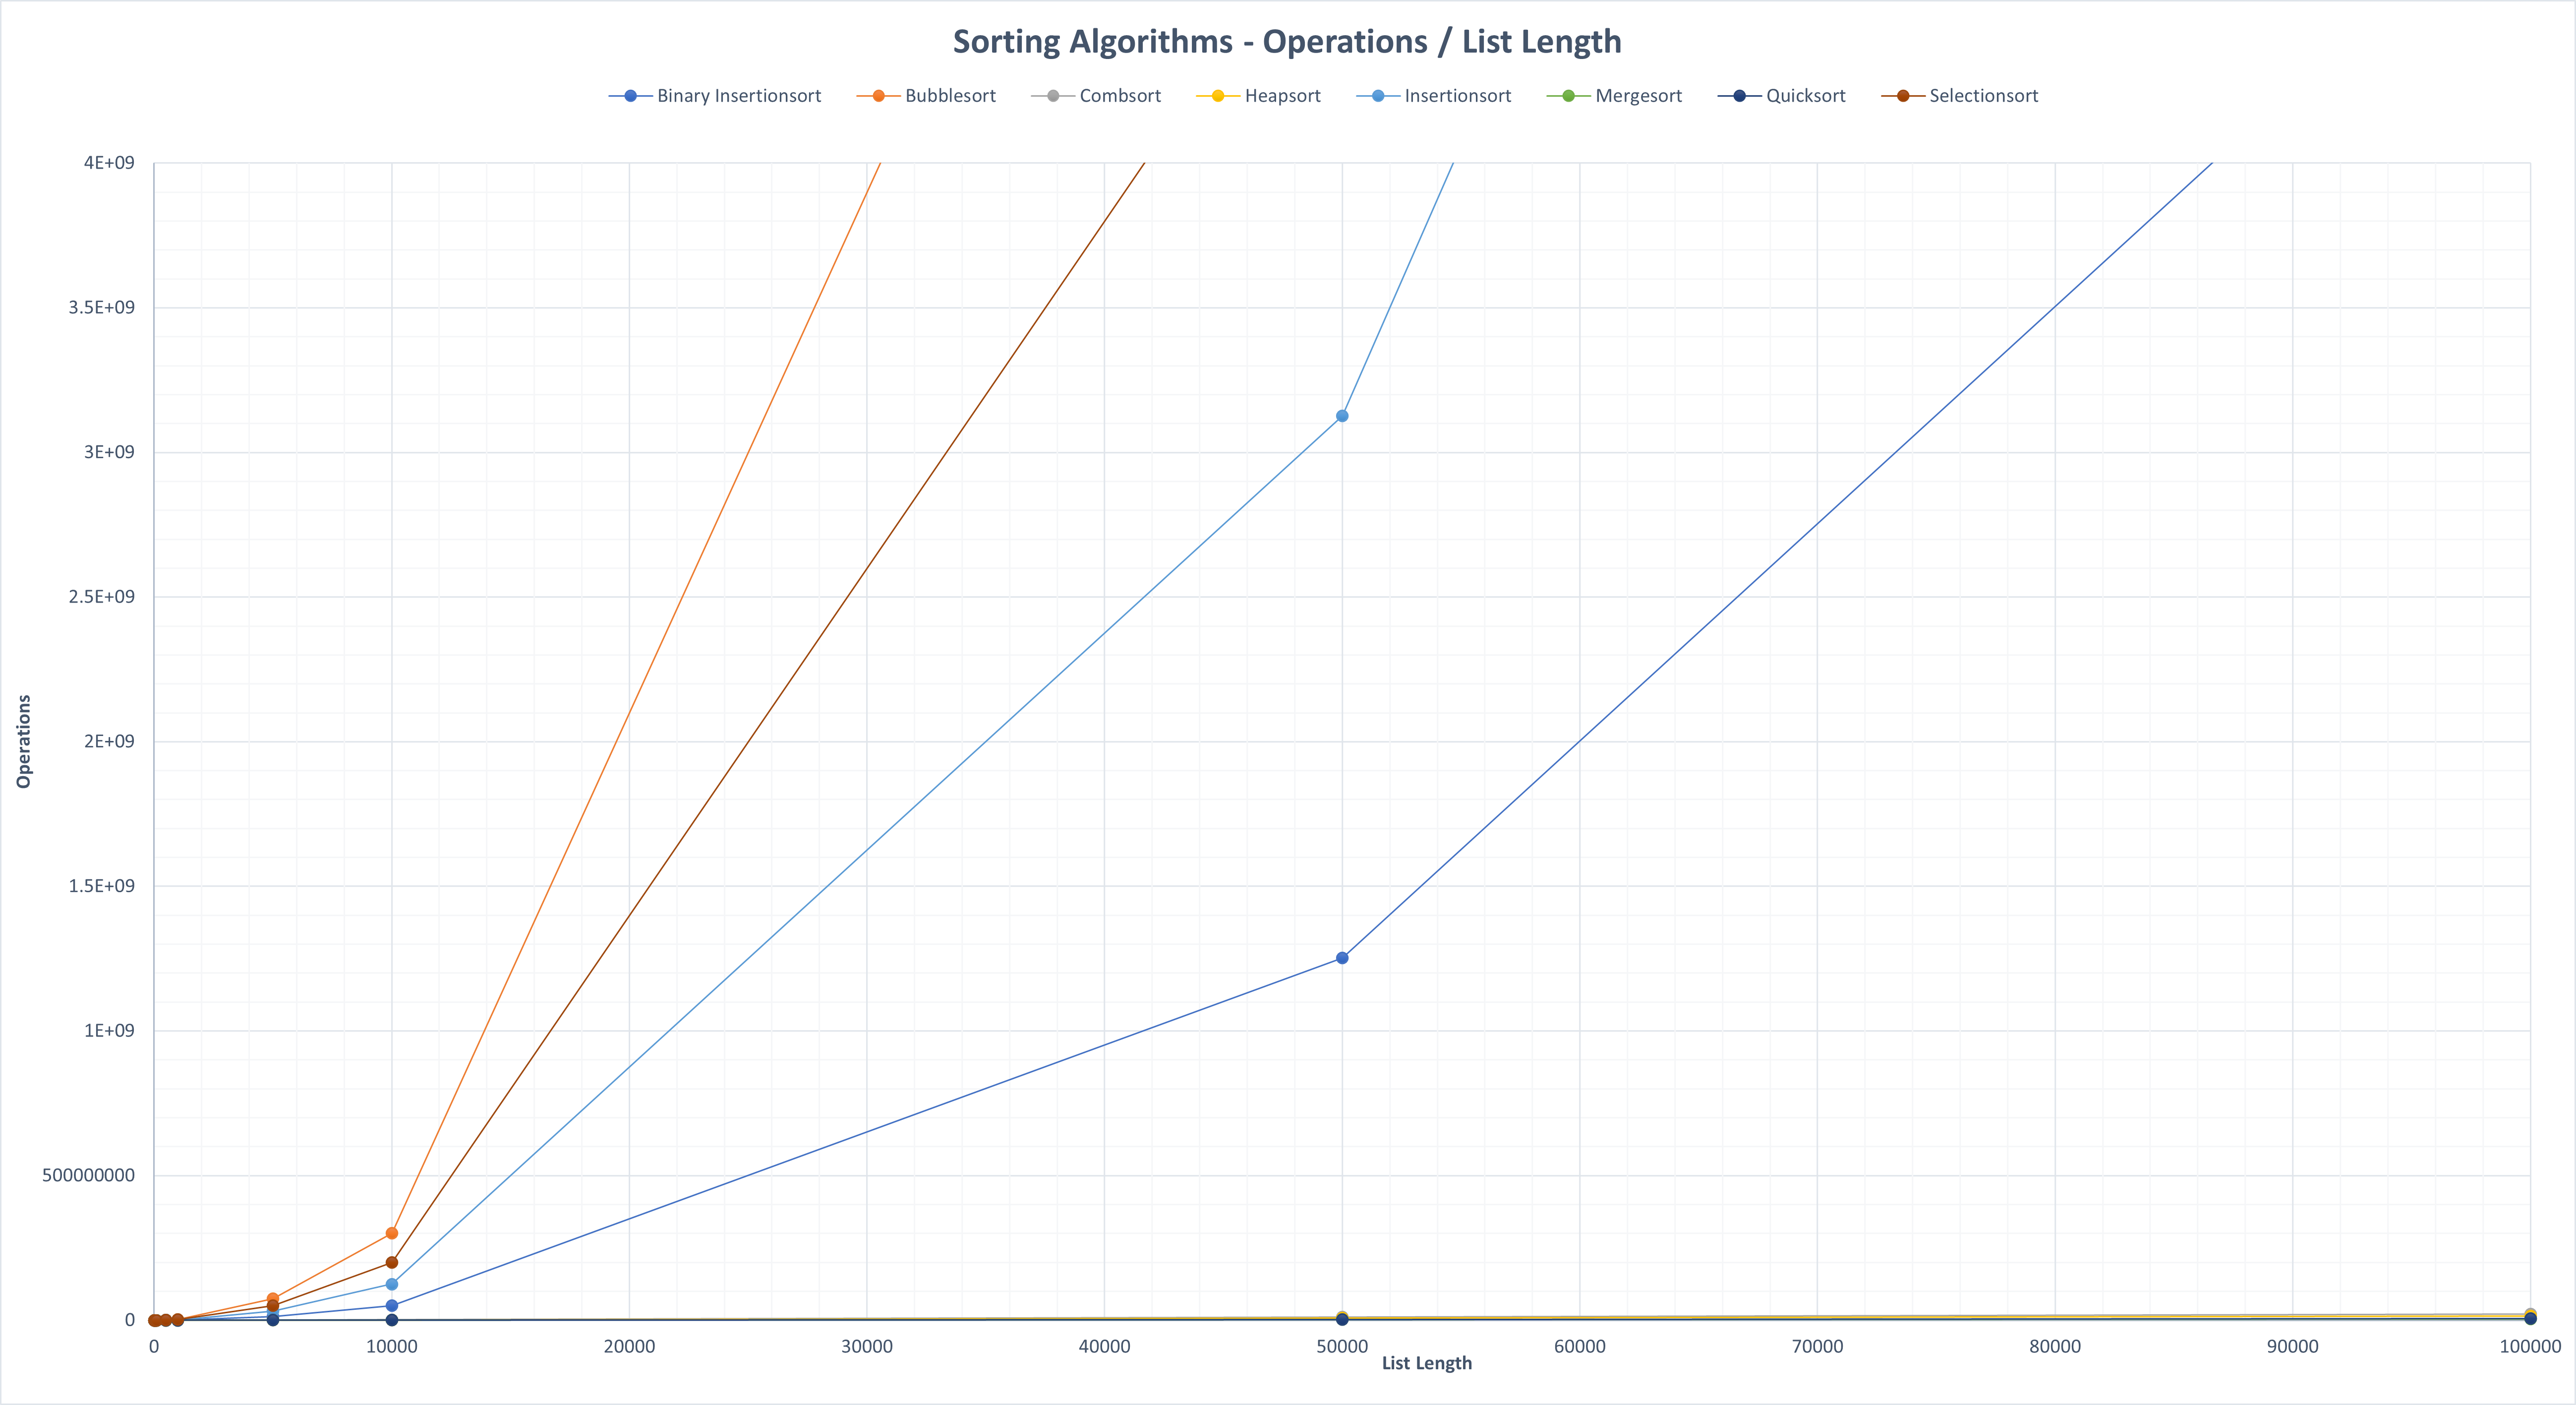 Sorting Algorithms - Operations / List Length
Binary Insertionsort Bubblesort Combsort Heapsort Insertionsort Mergesort Quicksort Selectionsort
4E+09
3.5E+09
3E+09
2.5E+09
2E+09
1.5E+09
1E+09
500000000
0
Operations
0 10000 20000 30000 40000 50000 60000 70000 80000 90000 100000
List Length